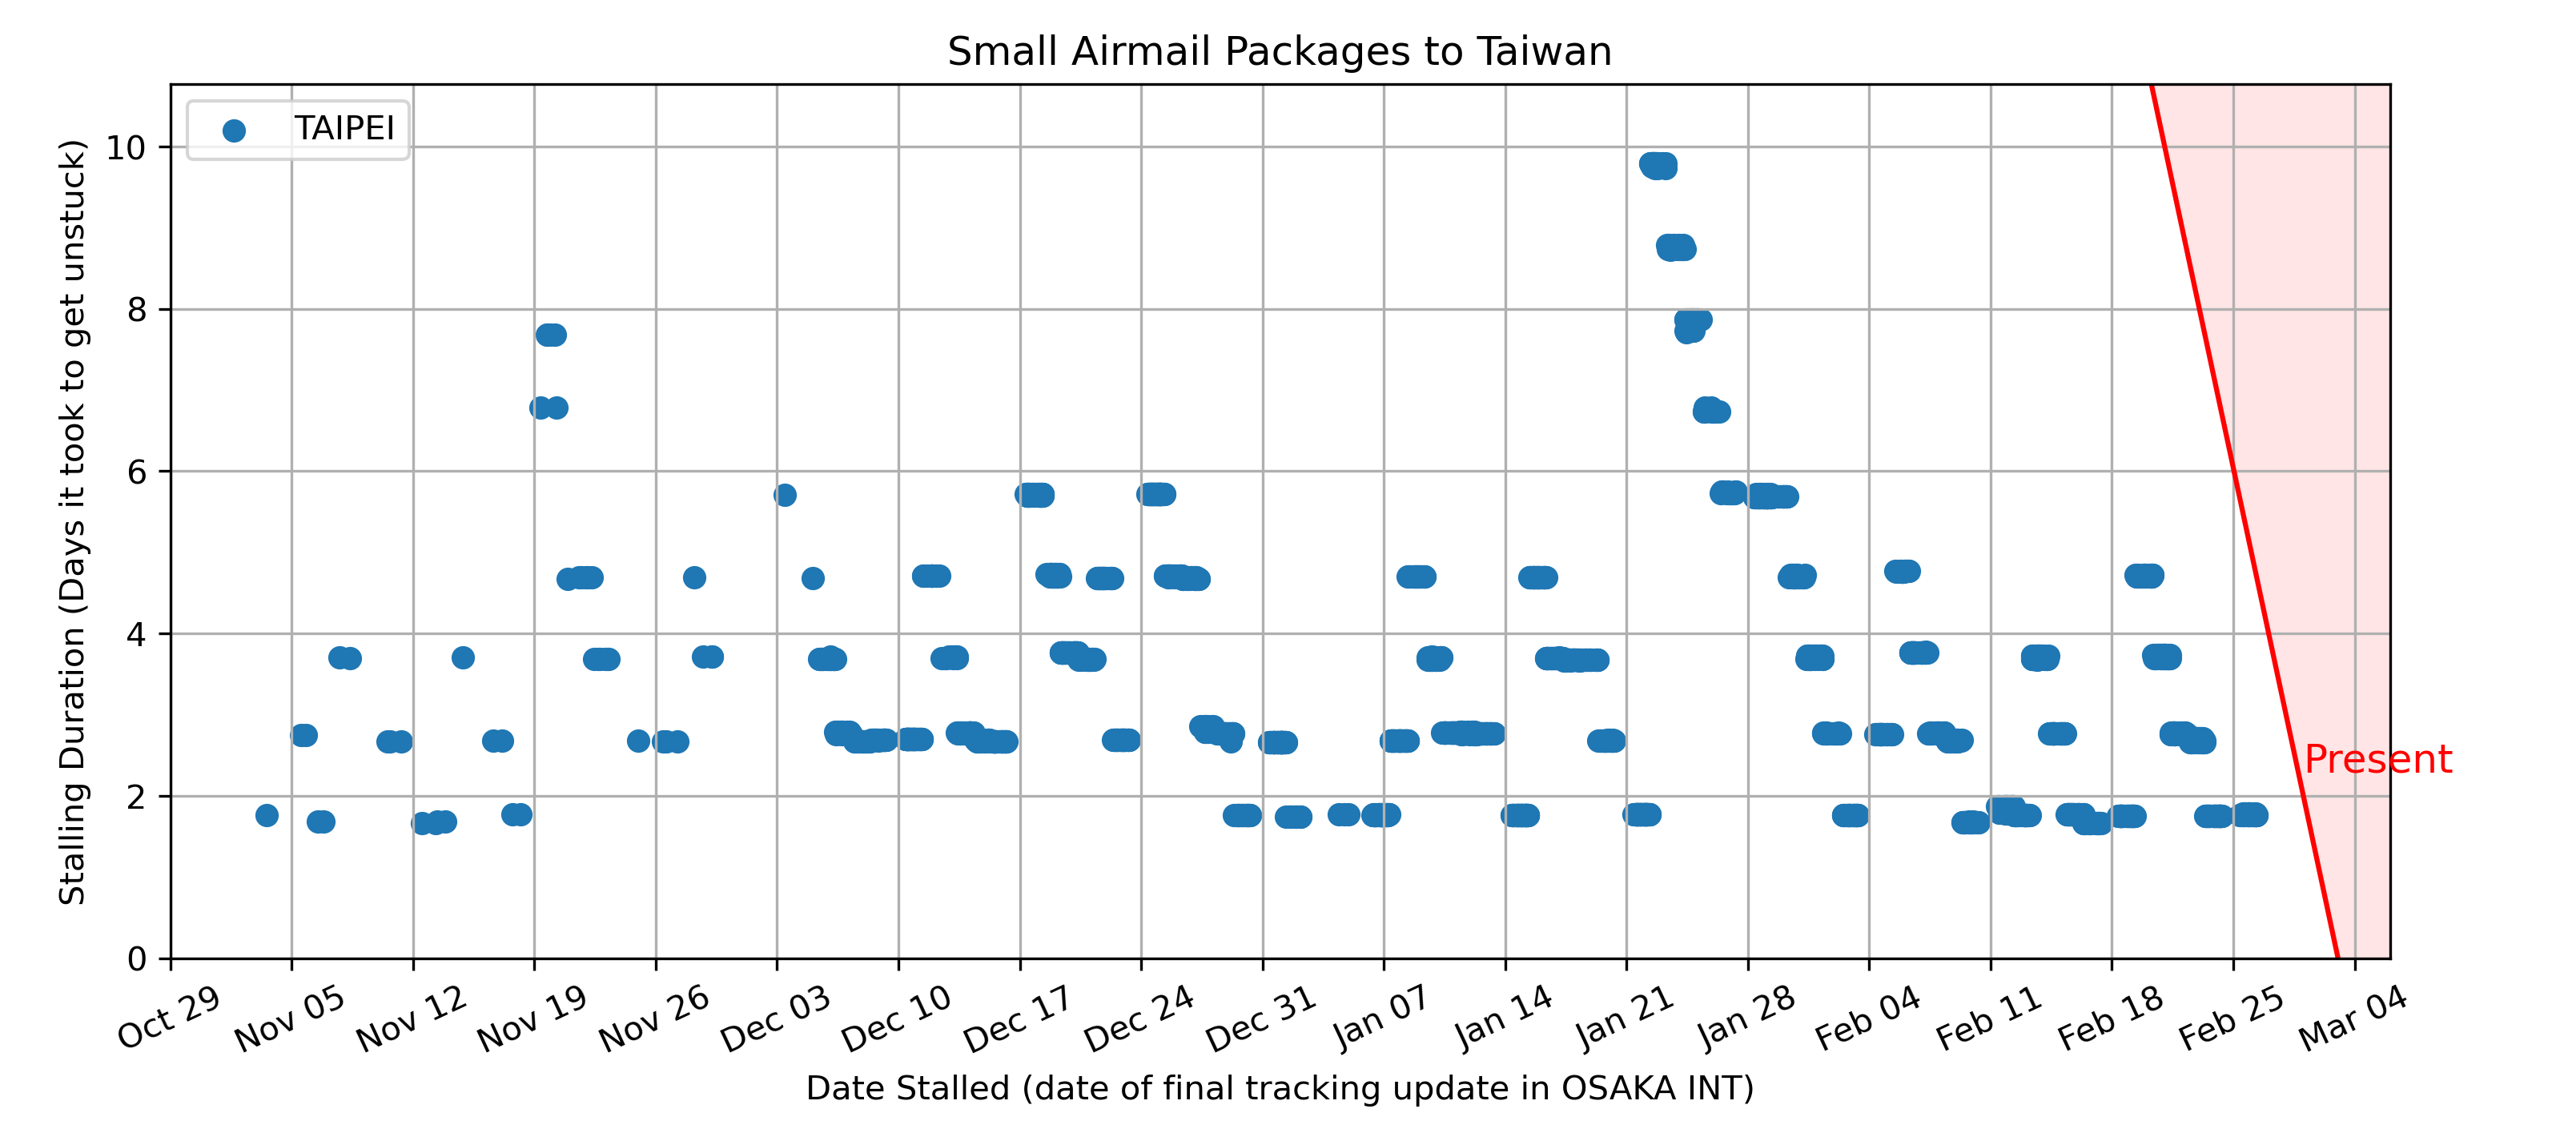 Small Airmail Packages to Taiwan
TAIPEI
Stalling Duration (Days it took to get unstuck)
10
8
6
4
2
0
Present
Oct 29
Nov 05
Nov 12
Nov 19
Nov 26
Dec 03
Dec 10
Dec 17
Dec 24
Dec 31
Jan 07
Jan 14
Jan 21
Jan 28
Feb 04
Feb 11
Feb 18
Feb 25
Mar 04
Date Stalled (date of final tracking update in OSAKA INT)